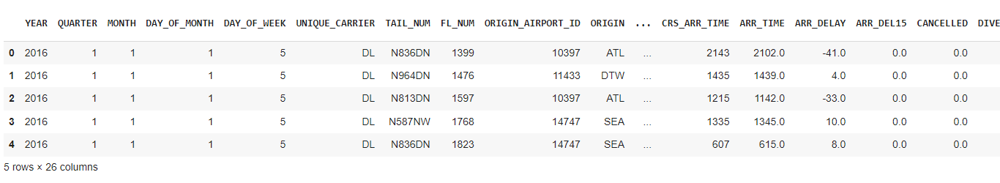 YEAR QUARTER MONTH DAY_OF_MONTH DAY_OF_WEEK UNIQUE_CARRIER TAIL_NUM FL_NUM ORIGIN_AIRPORT_ID ORIGIN ... CRS_ARR_TIME ARR_TIME ARR_DELAY ARR_DEL15 CANCELLED DIVE
0 2016 1 1 1 5 DL N836DN 1399 10397 ATL ... 2143 2102.0 -41.0 0.0 0.0
1 2016 1 1 1 5 DL N964DN 1476 11433 DTW ... 1435 1439.0 4.0 0.0 0.0
2 2016 1 1 1 5 DL N813DN 1597 10397 ATL ... 1215 1142.0 -33.0 0.0 0.0
3 2016 1 1 1 5 DL N587NW 1768 14747 SEA ... 1335 1345.0 10.0 0.0 0.0
4 2016 1 1 1 5 DL N836DN 1823 14747 SEA ... 607 615.0 8.0 0.0 0.0
5 rows × 26 columns